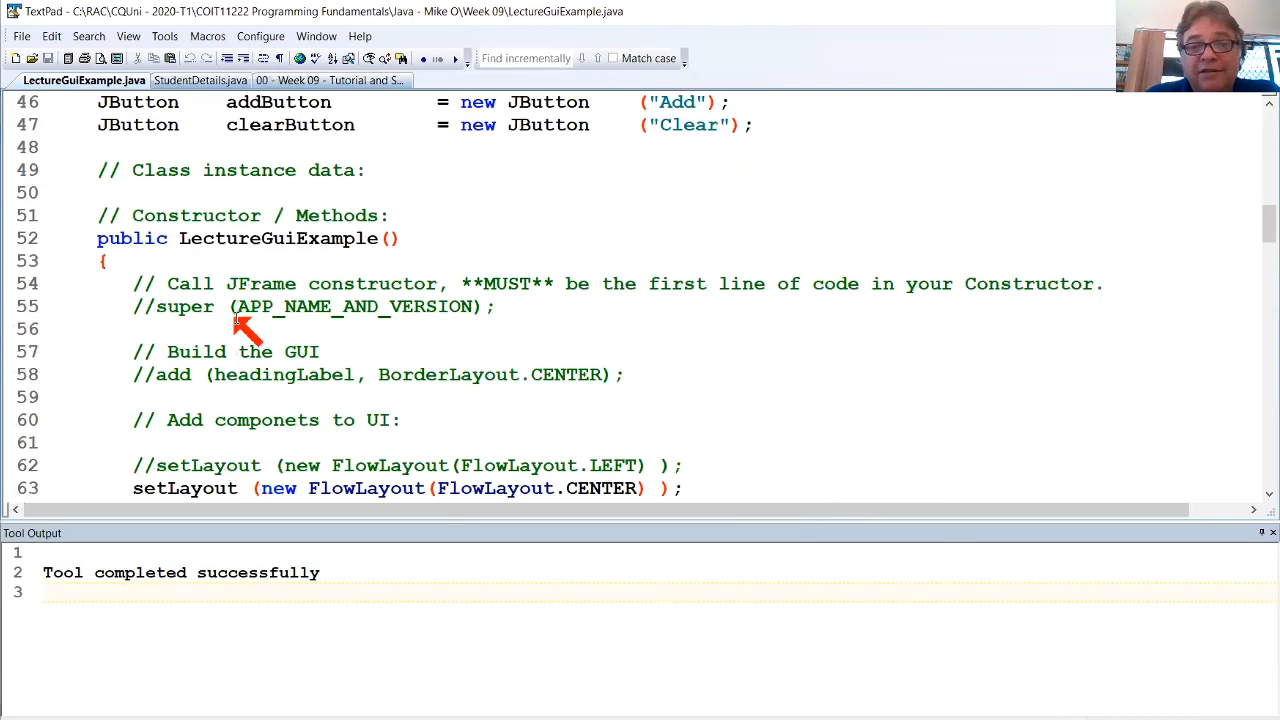 TextPad - C:\RAC\CQUni - 2020-T1\COIT11222 Programming Fundamentals\Java - Mike O\Week 09\LectureGuiExample.java
File Edit Search View Tools Macros Configure Window Help
Find incrementally Match case
LectureGuiExample.java StudentDetails.java 00 - Week 09 - Tutorial and S...
46 JButton addButton = new JButton ("Add");
47 JButton clearButton = new JButton ("Clear");
48
49 // Class instance data:
50
51 // Constructor / Methods:
52 public LectureGuiExample()
53 {
54 // Call JFrame constructor, **MUST** be the first line of code in your Constructor.
55 //super (APP_NAME_AND_VERSION);
56
57 // Build the GUI
58 //add (headingLabel, BorderLayout.CENTER);
59
60 // Add componets to UI:
61
62 //setLayout (new FlowLayout(FlowLayout.LEFT) );
63 setLayout (new FlowLayout(FlowLayout.CENTER) );
Tool Output
1
2 Tool completed successfully
3